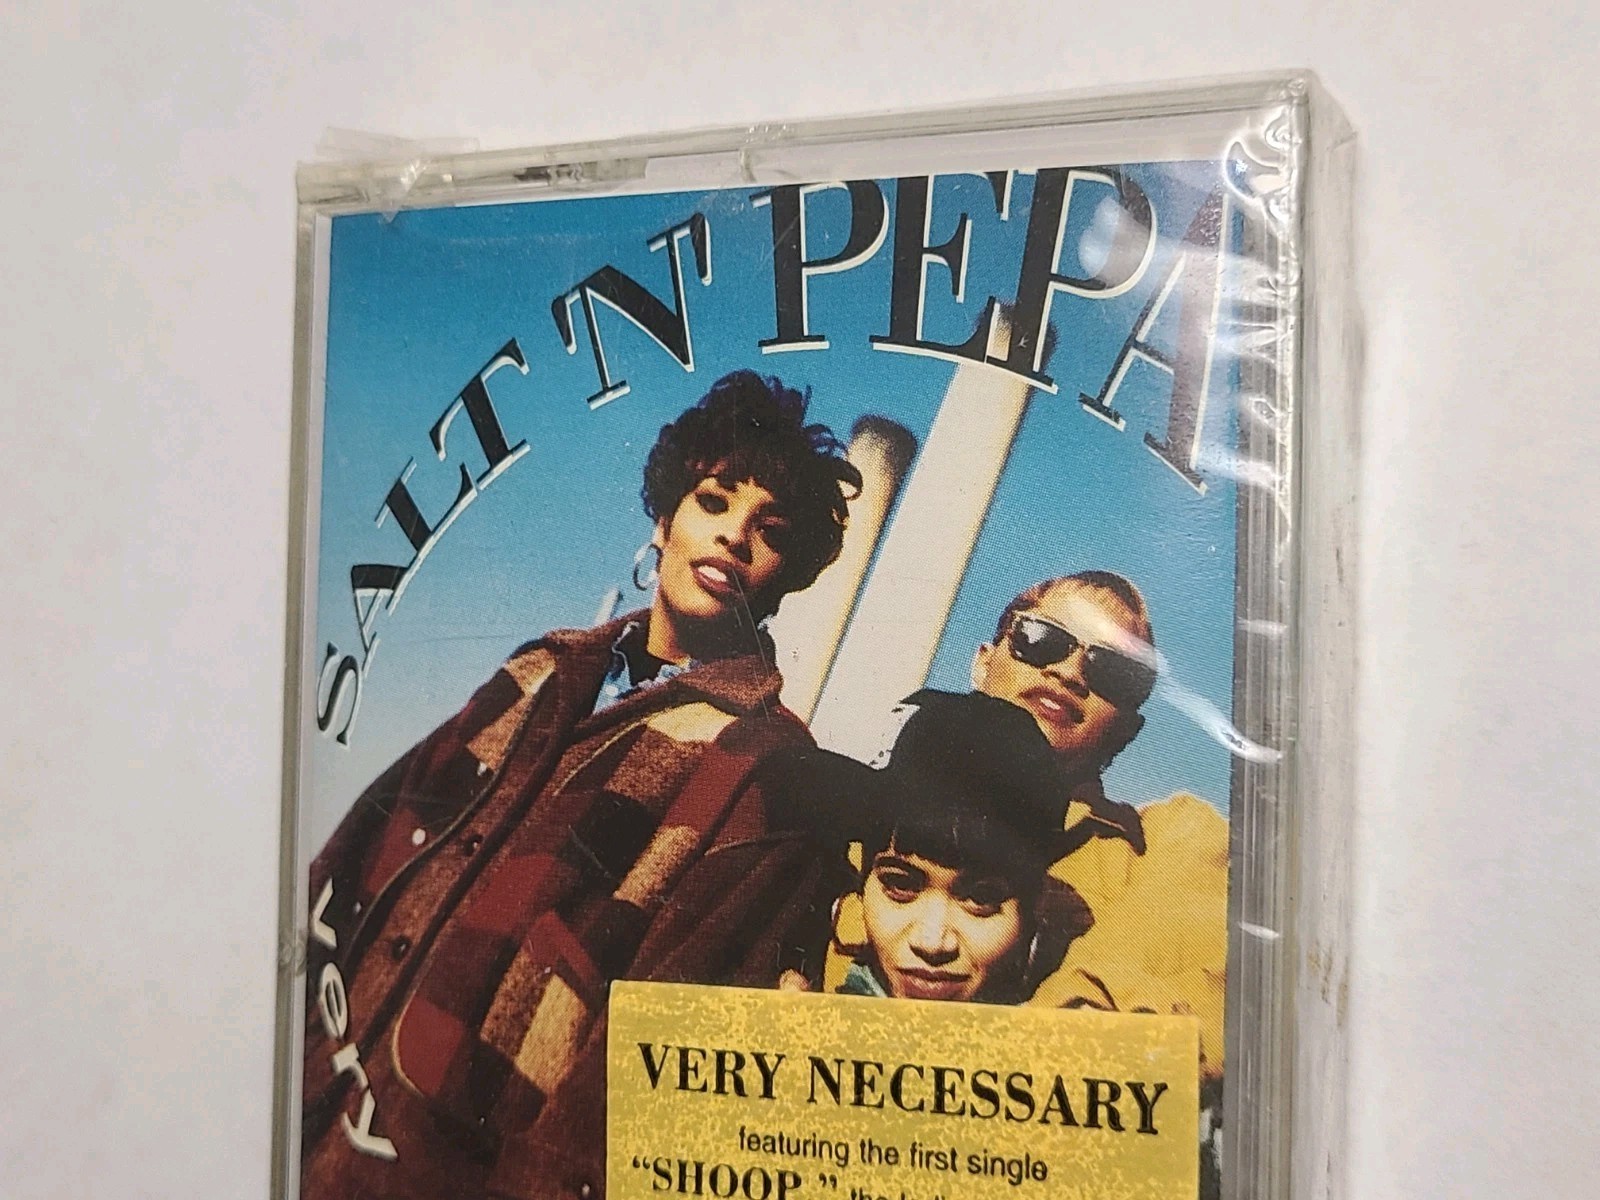 SALT 'N' PEPA
Very
VERY NECESSARY
featuring the first single
"SHOOP,"